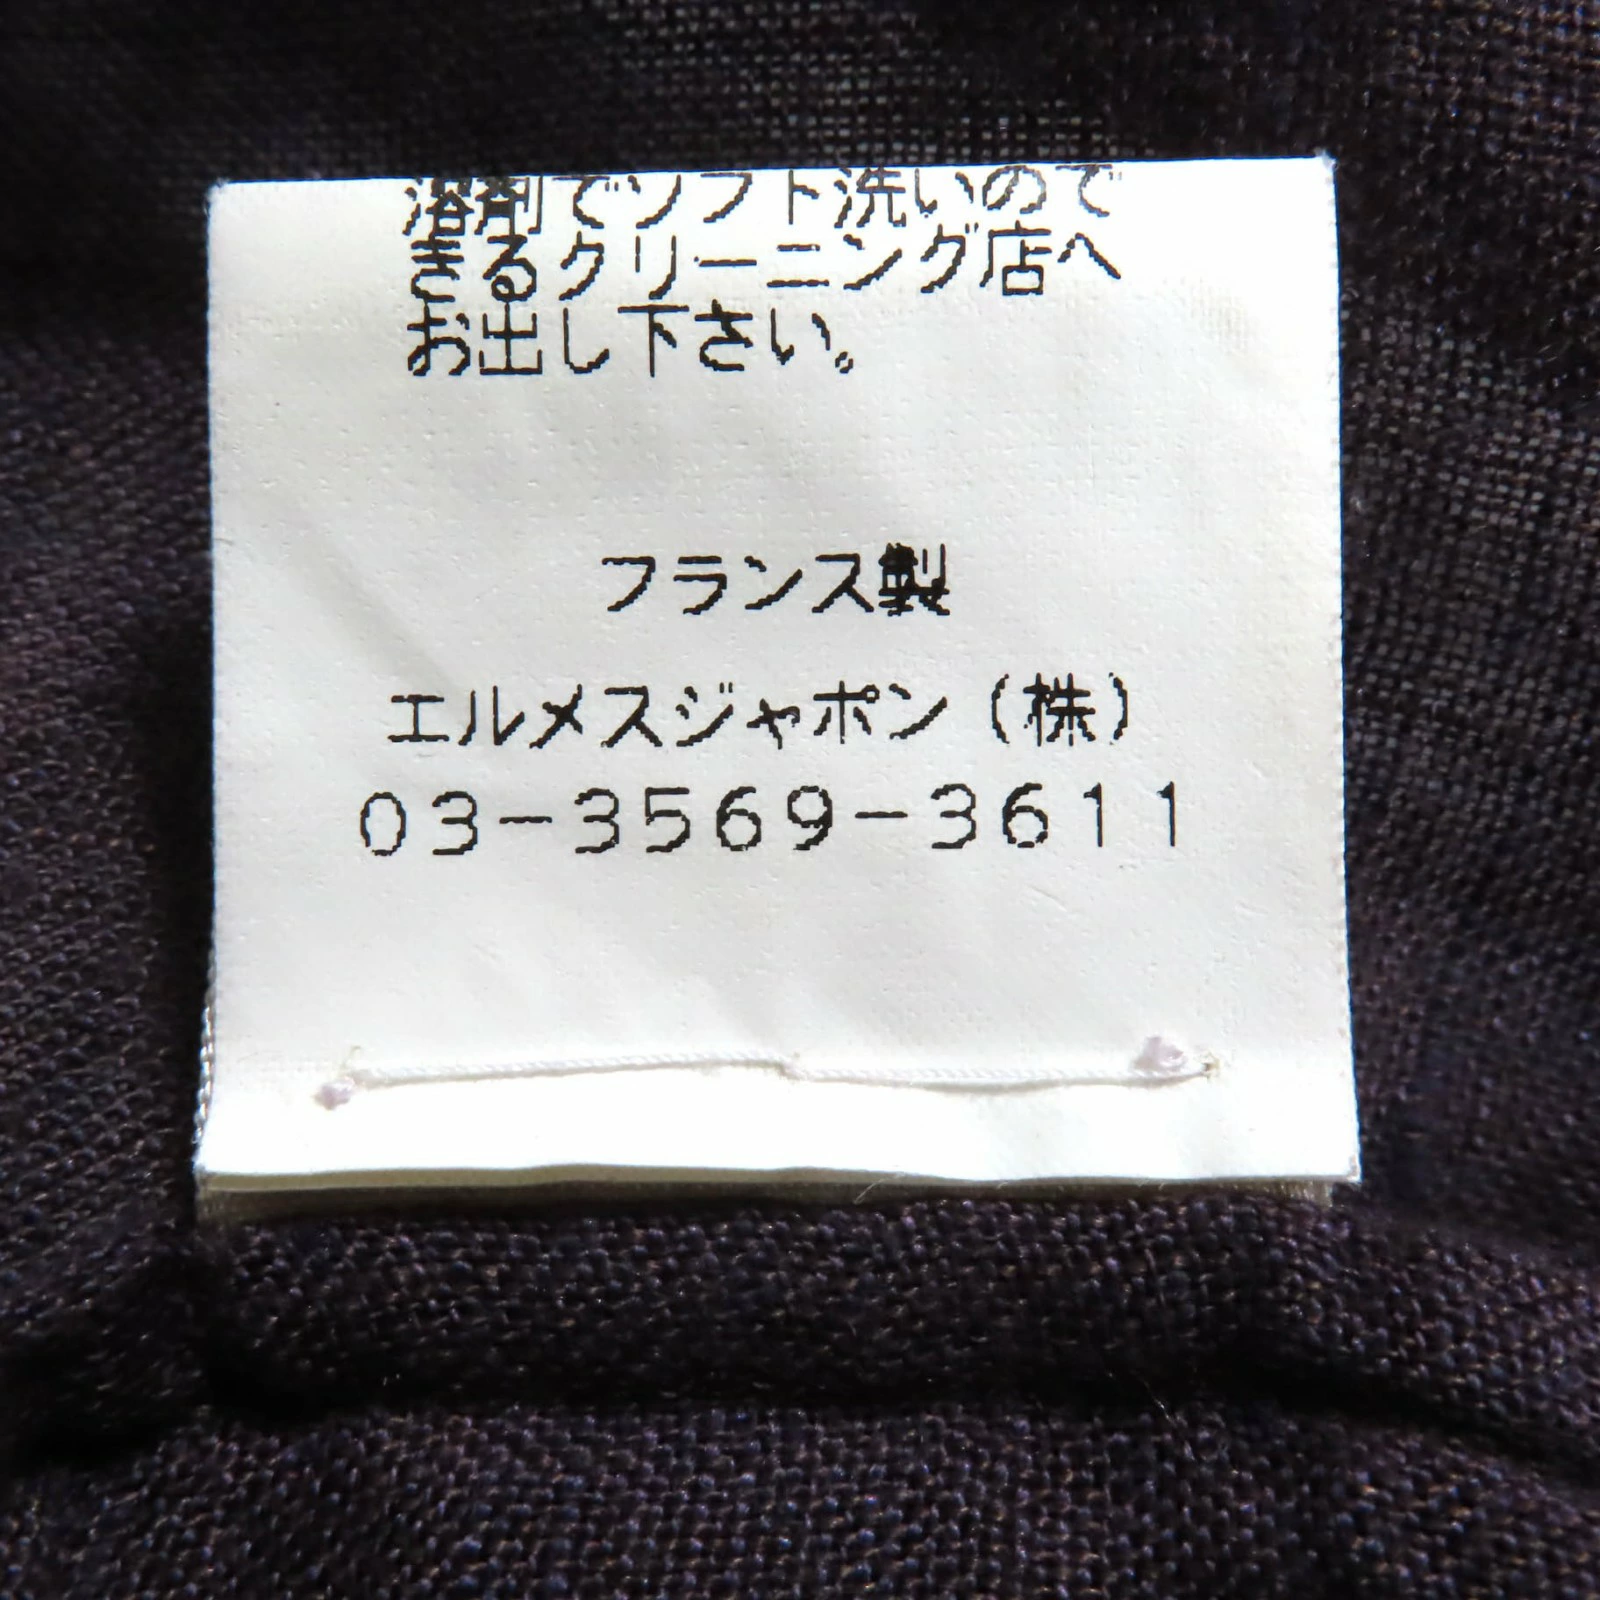 溶剤でソフト洗いので
きるクリーニング店へ
お出し下さい。
フランス製
エルメスジャポン(株)
03-3569-3611